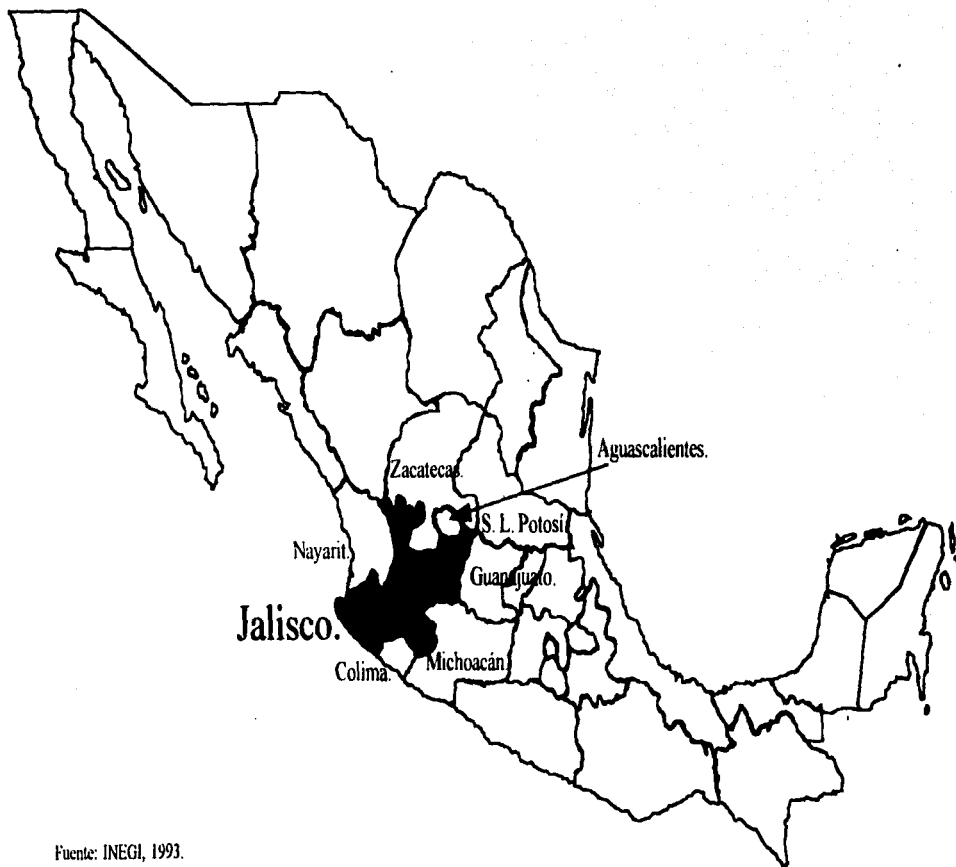 Aguascalientes.
Zacatecas.
S. L. Potosí
Nayarit.
Guanajuato.
Jalisco.
Michoacán.
Colima.
Fuente: INEGI, 1993.